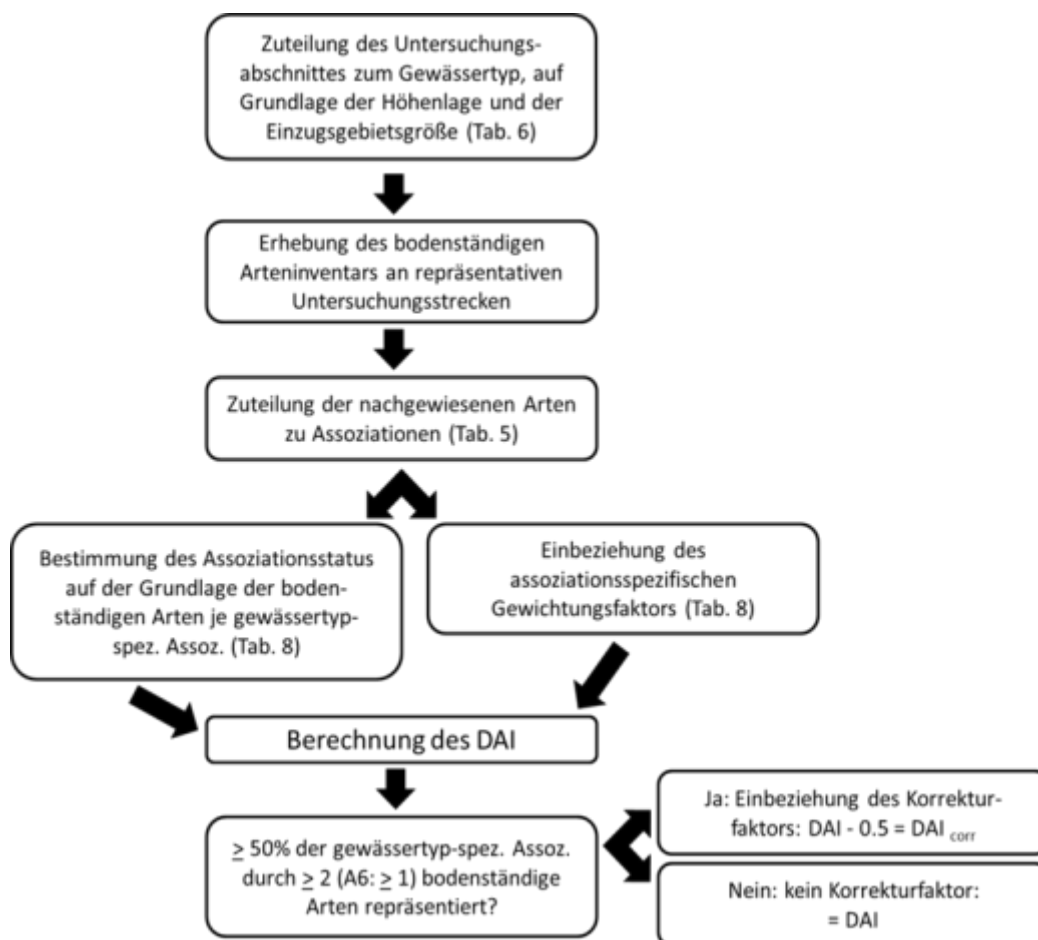 Zuteilung des Untersuchungs-
abschnittes zum Gewässertyp, auf
Grundlage der Höhenlage und der
Einzugsgebietsgröße (Tab. 6)
Erhebung des bodenständigen
Arteninventars an repräsentativen
Untersuchungsstrecken
Zuteilung der nachgewiesenen Arten
zu Assoziationen (Tab. 5)
Bestimmung des Assoziationsstatus
auf der Grundlage der boden-
ständigen Arten je gewässertyp-
spez. Assoz. (Tab. 8)
Einbeziehung des
assoziationsspezifischen
Gewichtungsfaktors (Tab. 8)
Berechnung des DAI
≥ 50% der gewässertyp-spez. Assoz.
durch ≥ 2 (A6: ≥ 1) bodenständige
Arten repräsentiert?
Ja: Einbeziehung des Korrektur-
faktors: DAI - 0.5 = DAI corr
Nein: kein Korrekturfaktor:
= DAI